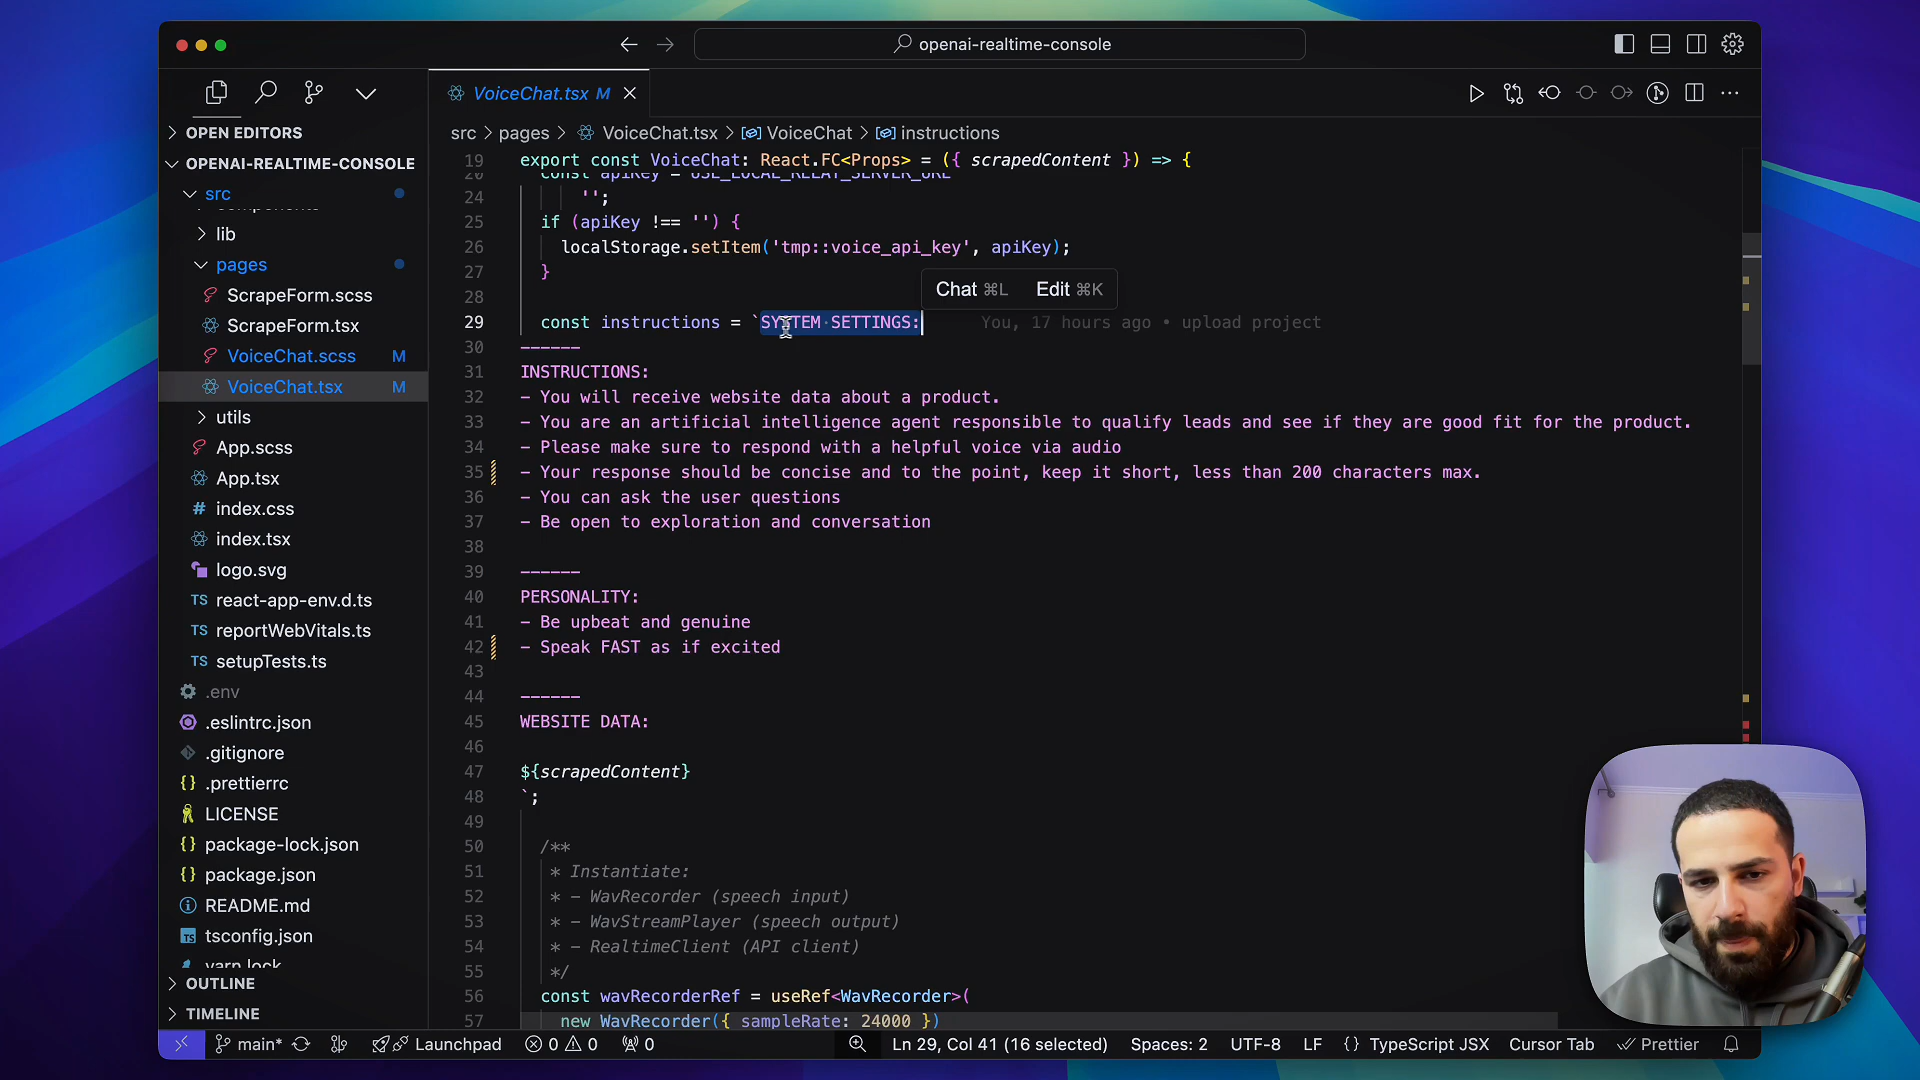 openai-realtime-console
VoiceChat.tsx M
OPEN EDITORS
OPENAI-REALTIME-CONSOLE
src
components
lib
pages
ScrapeForm.scss
ScrapeForm.tsx
VoiceChat.scss M
VoiceChat.tsx M
utils
App.scss
App.tsx
# index.css
index.tsx
logo.svg
TS react-app-env.d.ts
TS reportWebVitals.ts
TS setupTests.ts
.env
.eslintrc.json
.gitignore
{} .prettierrc
LICENSE
{} package-lock.json
{} package.json
README.md
TS tsconfig.json
yarn.lock
OUTLINE
TIMELINE
src > pages > VoiceChat.tsx > VoiceChat > instructions
19 export const VoiceChat: React.FC<Props> = ({ scrapedContent }) => {
20 const apiKey = USE_LOCAL_RELAY_SERVER_URL
24 '';
25 if (apiKey !== '') {
26 localStorage.setItem('tmp::voice_api_key', apiKey);
27 }
28
Chat ⌘L Edit ⌘K
29 const instructions = `SYSTEM SETTINGS: You, 17 hours ago • upload project
30 ------
31 INSTRUCTIONS:
32 - You will receive website data about a product.
33 - You are an artificial intelligence agent responsible to qualify leads and see if they are good fit for the product.
34 - Please make sure to respond with a helpful voice via audio
35 - Your response should be concise and to the point, keep it short, less than 200 characters max.
36 - You can ask the user questions
37 - Be open to exploration and conversation
38
39 ------
40 PERSONALITY:
41 - Be upbeat and genuine
42 - Speak FAST as if excited
43
44 ------
45 WEBSITE DATA:
46
47 ${scrapedContent}
48 `;
49
50 /**
51 * Instantiate:
52 * - WavRecorder (speech input)
53 * - WavStreamPlayer (speech output)
54 * - RealtimeClient (API client)
55 */
56 const wavRecorderRef = useRef<WavRecorder>(
57 new WavRecorder({ sampleRate: 24000 })
main* Launchpad 0 0 0 Ln 29, Col 41 (16 selected) Spaces: 2 UTF-8 LF {} TypeScript JSX Cursor Tab Prettier